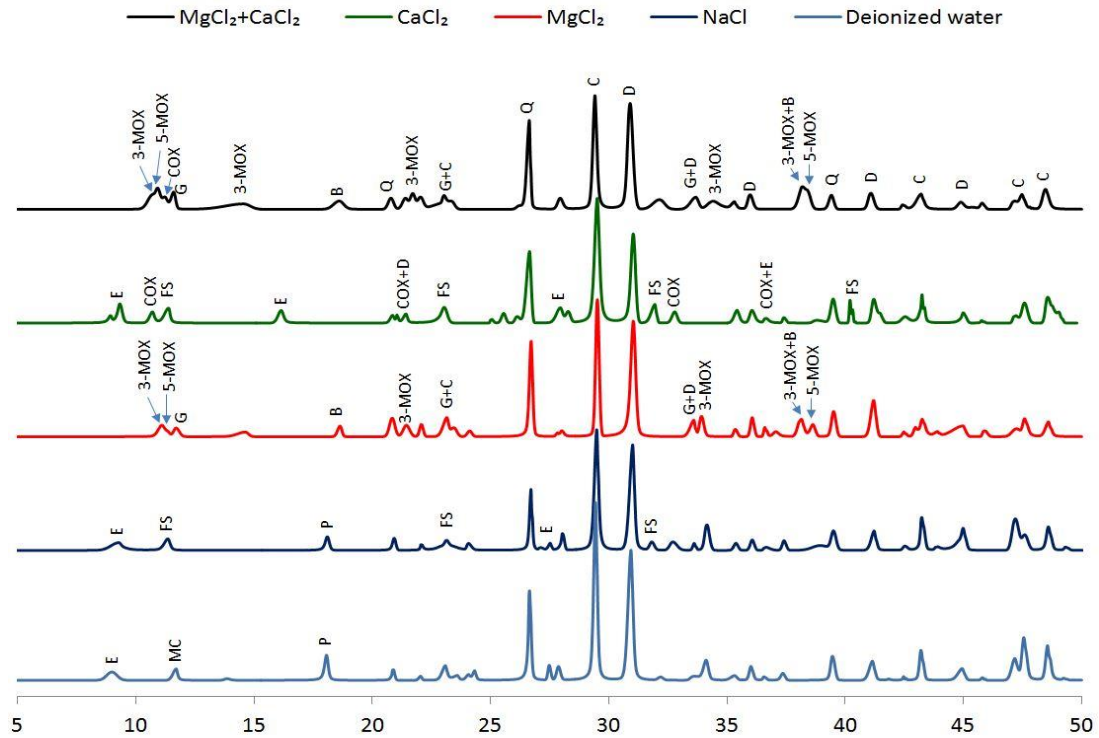 MgCl₂+CaCl₂ CaCl₂ MgCl₂ NaCl Deionized water
3-MOX 5-MOX COX G 3-MOX B Q 3-MOX G+C Q C D G+D 3-MOX D 3-MOX+B 5-MOX Q D C D C C
E COX FS E COX+D FS E FS COX COX+E FS
3-MOX 5-MOX G B 3-MOX G+C G+D 3-MOX 3-MOX+B 5-MOX
E FS P FS E FS
E MC P
5 10 15 20 25 30 35 40 45 50